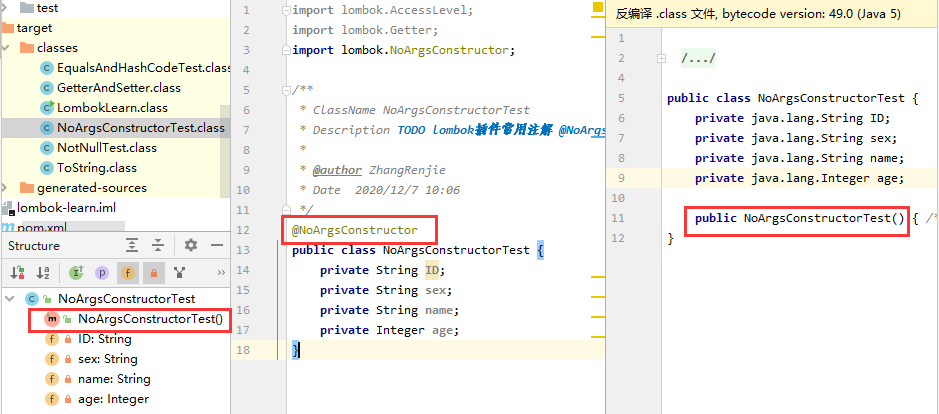 test
target
classes
EqualsAndHashCodeTest.class
GetterAndSetter.class
LombokLearn.class
NoArgsConstructorTest.class
NotNullTest.class
ToString.class
generated-sources
lombok-learn.iml
pom.xml
Structure
NoArgsConstructorTest
NoArgsConstructorTest()
ID: String
sex: String
name: String
age: Integer
1 import lombok.AccessLevel;
2 import lombok.Getter;
3 import lombok.NoArgsConstructor;
4
5 /**
6 * ClassName NoArgsConstructorTest
7 * Description TODO lombok插件常用注解 @NoArgs
8 *
9 * @author ZhangRenjie
10 * Date 2020/12/7 10:06
11 */
12 @NoArgsConstructor
13 public class NoArgsConstructorTest {
14 private String ID;
15 private String sex;
16 private String name;
17 private Integer age;
18 }
反编译 .class 文件, bytecode version: 49.0 (Java 5)
1
2 /.../
4
5 public class NoArgsConstructorTest {
6 private java.lang.String ID;
7 private java.lang.String sex;
8 private java.lang.String name;
9 private java.lang.Integer age;
10
11 public NoArgsConstructorTest() { /*
12 }